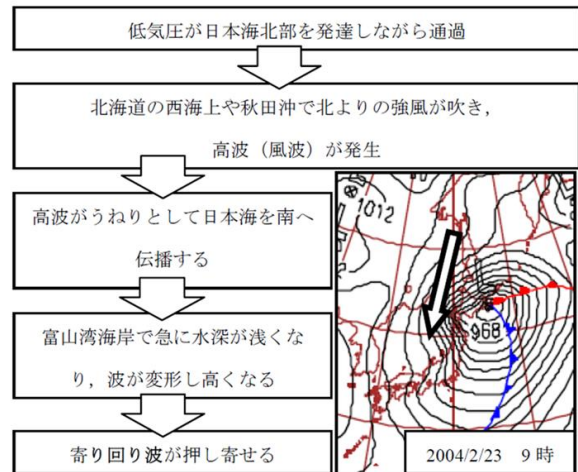 低気圧が日本海北部を発達しながら通過
北海道の西海上や秋田沖で北よりの強風が吹き，
高波（風波）が発生
高波がうねりとして日本海を南へ
伝播する
富山湾海岸で急に水深が浅くな
り，波が変形し高くなる
寄り回り波が押し寄せる
1012
968
2004/2/23　9 時